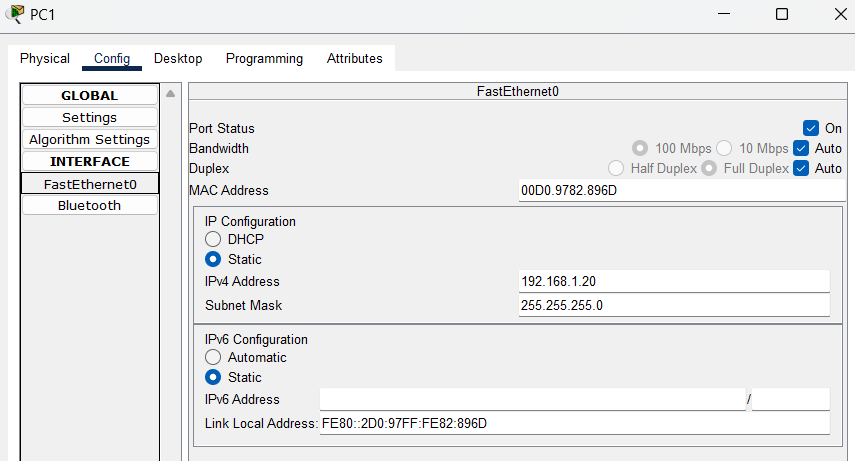 PC1
Physical Config Desktop Programming Attributes
GLOBAL
Settings
Algorithm Settings
INTERFACE
FastEthernet0
Bluetooth
FastEthernet0
Port Status On
Bandwidth 100 Mbps 10 Mbps Auto
Duplex Half Duplex Full Duplex Auto
MAC Address 00D0.9782.896D
IP Configuration
DHCP
Static
IPv4 Address 192.168.1.20
Subnet Mask 255.255.255.0
IPv6 Configuration
Automatic
Static
IPv6 Address /
Link Local Address: FE80::2D0:97FF:FE82:896D